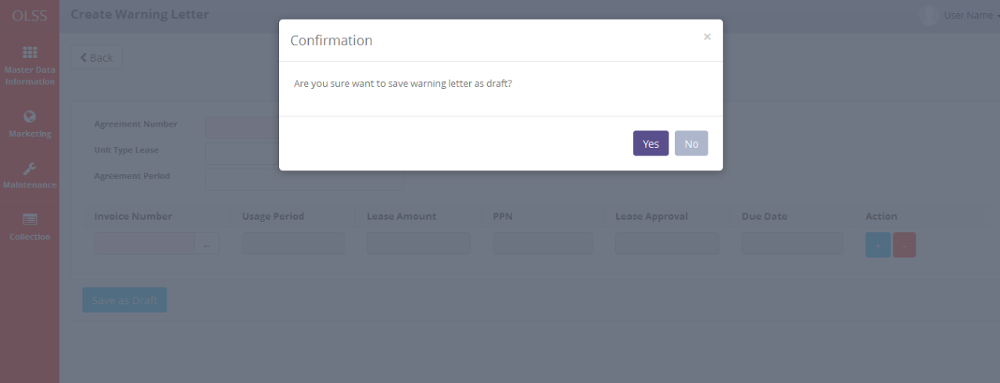 OLSS
Create Warning Letter
User Name
Master Data
Information
Marketing
Maintenance
Collection
Back
Confirmation
×
Are you sure want to save warning letter as draft?
Yes
No
Agreement Number
Unit Type Lease
Agreement Period
Invoice Number Usage Period Lease Amount PPN Lease Approval Due Date Action
... + -
Save as Draft